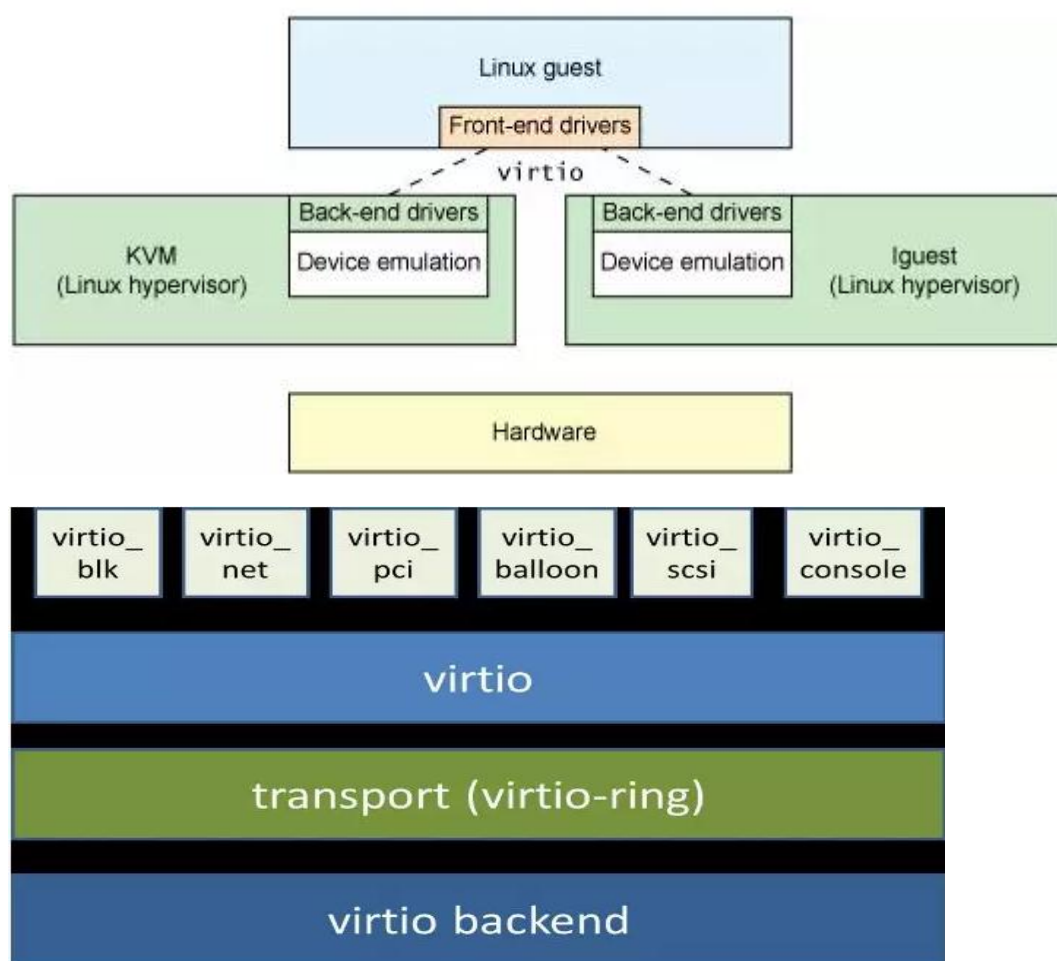 Linux guest
Front-end drivers
virtio
Back-end drivers
Back-end drivers
KVM
(Linux hypervisor)
Device emulation
Device emulation
lguest
(Linux hypervisor)
Hardware
virtio_
blk
virtio_
net
virtio_
pci
virtio_
balloon
virtio_
scsi
virtio_
console
virtio
transport (virtio-ring)
virtio backend